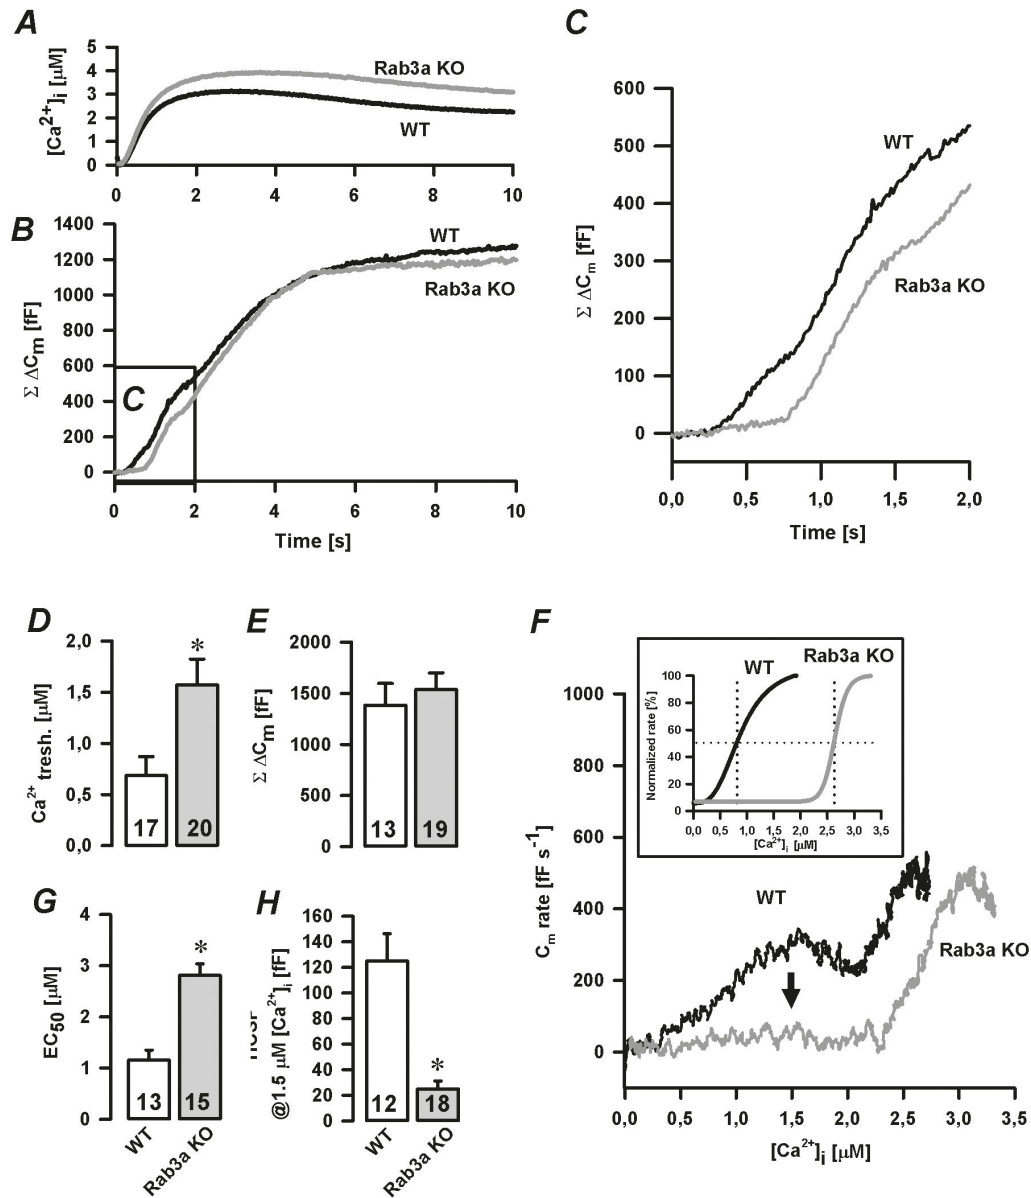 A
[Ca2+]i [µM]
5
4
3
2
1
0
Rab3a KO
WT
0 2 4 6 8 10
B
Σ ΔCm [fF]
1400
1200
1000
800
600
400
200
0
WT
Rab3a KO
C
0 2 4 6 8 10
Time [s]
C
Σ ΔCm [fF]
600
500
400
300
200
100
0
WT
Rab3a KO
0,0 0,5 1,0 1,5 2,0
Time [s]
D
Ca2+ tresh. [µM]
2,0
1,5
1,0
0,5
0,0
*
17 20
E
Σ ΔCm [fF]
2000
1500
1000
500
0
13 19
F
Cm rate [fF s-1]
1000
800
600
400
200
0
WT
Rab3a KO
0,0 0,5 1,0 1,5 2,0 2,5 3,0 3,5
[Ca2+]i [µM]
WT
Rab3a KO
Normalized rate [%]
100
80
60
40
20
0
0,0 0,5 1,0 1,5 2,0 2,5 3,0 3,5
[Ca2+]i [µM]
G
EC50 [µM]
4
3
2
1
0
*
13 15
WT
Rab3a KO
H
@1.5 µM [Ca2+]i [fF]
160
140
120
100
80
60
40
20
0
*
12 18
WT
Rab3a KO